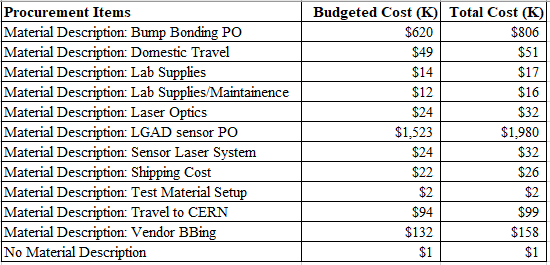 Procurement Items Budgeted Cost (K) Total Cost (K)
Material Description: Bump Bonding PO $620 $806
Material Description: Domestic Travel $49 $51
Material Description: Lab Supplies $14 $17
Material Description: Lab Supplies/Maintainence $12 $16
Material Description: Laser Optics $24 $32
Material Description: LGAD sensor PO $1,523 $1,980
Material Description: Sensor Laser System $24 $32
Material Description: Shipping Cost $22 $26
Material Description: Test Material Setup $2 $2
Material Description: Travel to CERN $94 $99
Material Description: Vendor BBing $132 $158
No Material Description $1 $1